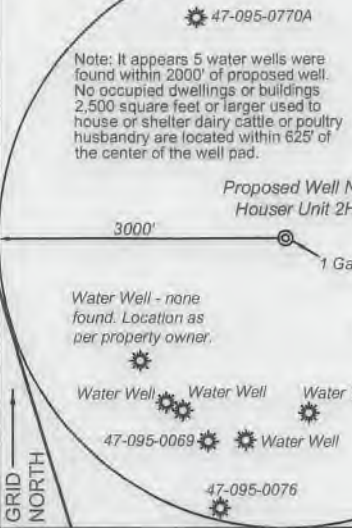 47-095-0770A
Note: It appears 5 water wells were
found within 2000' of proposed well.
No occupied dwellings or buildings
2,500 square feet or larger used to
house or shelter dairy cattle or poultry
husbandry are located within 625' of
the center of the well pad.
Proposed Well N
Houser Unit 2H
3000'
1 Ga
Water Well - none
found. Location as
per property owner.
Water Well
Water Well
Water
47-095-0069
Water Well
47-095-0076
GRID
NORTH